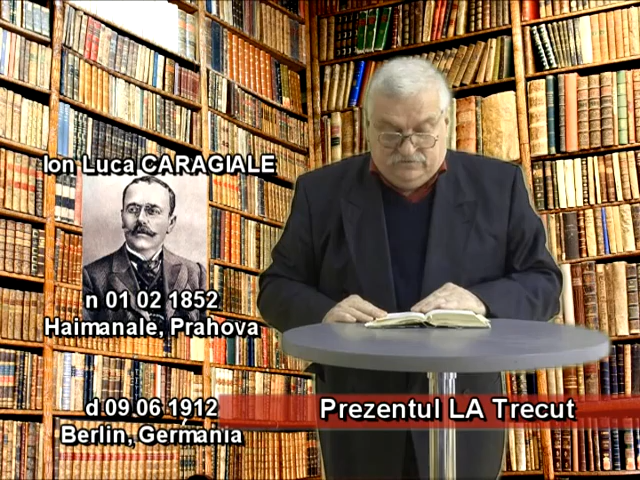 Ion Luca CARAGIALE
n 01 02 1852
Haimanale, Prahova
d 09 06 1912
Berlin, Germania
Prezentul LA Trecut